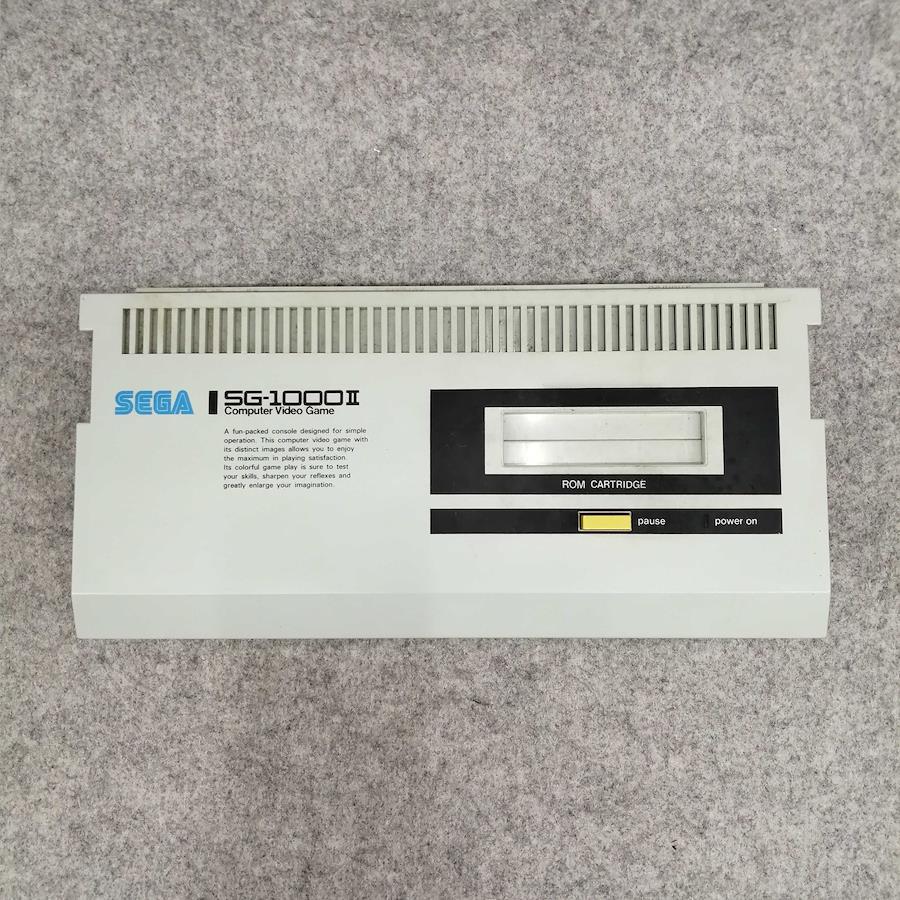 SEGA
SG-1000II
Computer Video Game
A fun-packed console designed for simple
operation. This computer video game with
its distinct images allows you to enjoy
the maximum in playing satisfaction.
Its colorful game play is sure to test
your skills, sharpen your reflexes and
greatly enlarge your imagination.
ROM CARTRIDGE
pause
power on